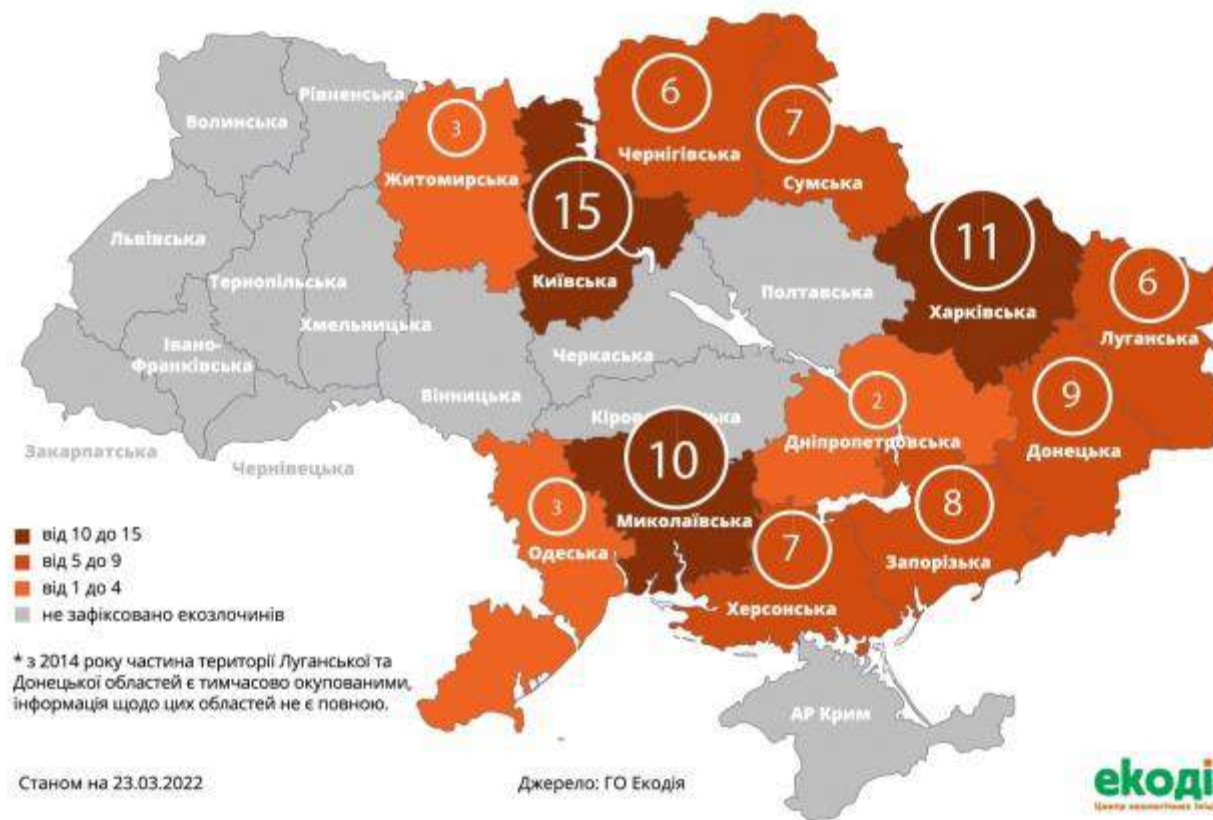 6
Рівненська
7
3
Волинська
Чернігівська
Житомирська
Сумська
15
11
Львівська
Київська
6
Тернопільська
Полтавська
Харківська
Хмельницька
Луганська
Івано-
Франківська
Черкаська
Вінницька
2
9
Закарпатська
Чернівецька
10
Дніпропетровська
Донецька
3
8
Миколаївська
7
Одеська
Запорізька
Херсонська
від 10 до 15
від 5 до 9
від 1 до 4
не зафіксовано екозлочинів
* з 2014 року частина території Луганської та
Донецької областей є тимчасово окупованими,
інформація щодо цих областей не є повною.
АР Крим
Станом на 23.03.2022
Джерело: ГО Екодія
екоді
Центр екологічних